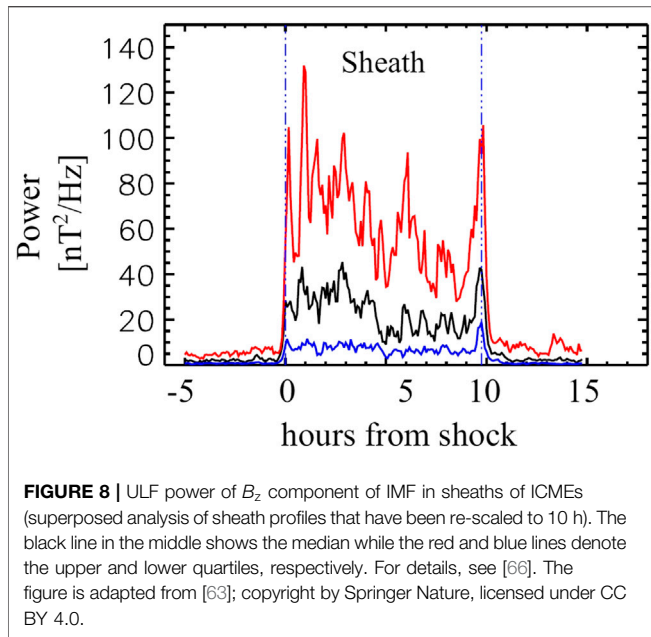 140
120
100
80
60
40
20
0
Power
[nT²/Hz]
Sheath
-5
0
5
10
15
hours from shock
FIGURE 8 | ULF power of Bz component of IMF in sheaths of ICMEs
(superposed analysis of sheath profiles that have been re-scaled to 10 h). The
black line in the middle shows the median while the red and blue lines denote
the upper and lower quartiles, respectively. For details, see [66]. The
figure is adapted from [63]; copyright by Springer Nature, licensed under CC
BY 4.0.